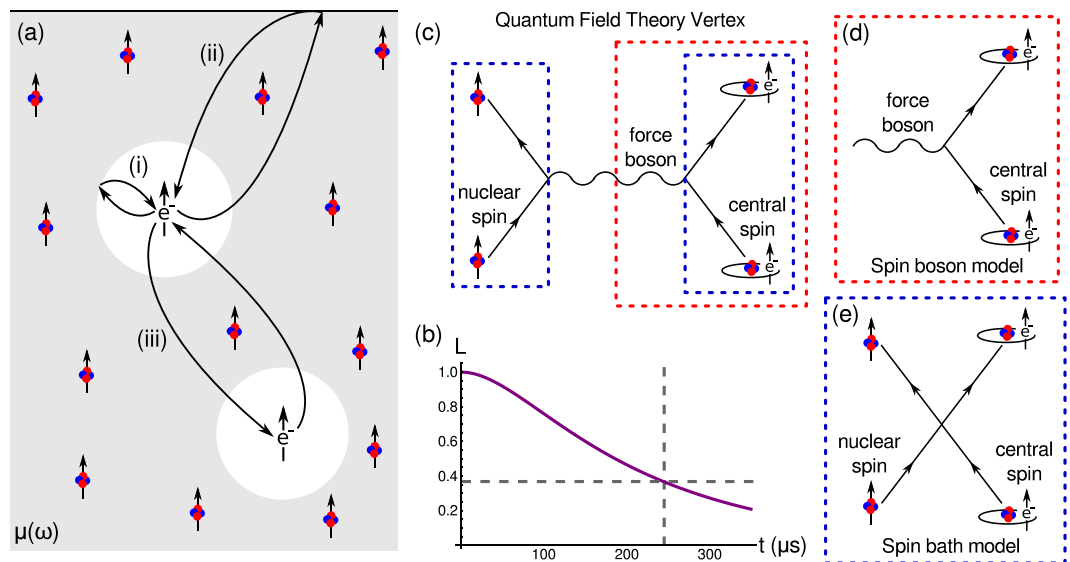 (a)
(ii)
(i)
e-
(iii)
e-
μ(ω)
Quantum Field Theory Vertex
(c)
e-
force
boson
nuclear
spin
central
spin
e-
(b)
L
1.0
0.8
0.6
0.4
0.2
100
200
300
t (μs)
(d)
e-
force
boson
central
spin
e-
Spin boson model
(e)
e-
nuclear
spin
central
spin
e-
Spin bath model